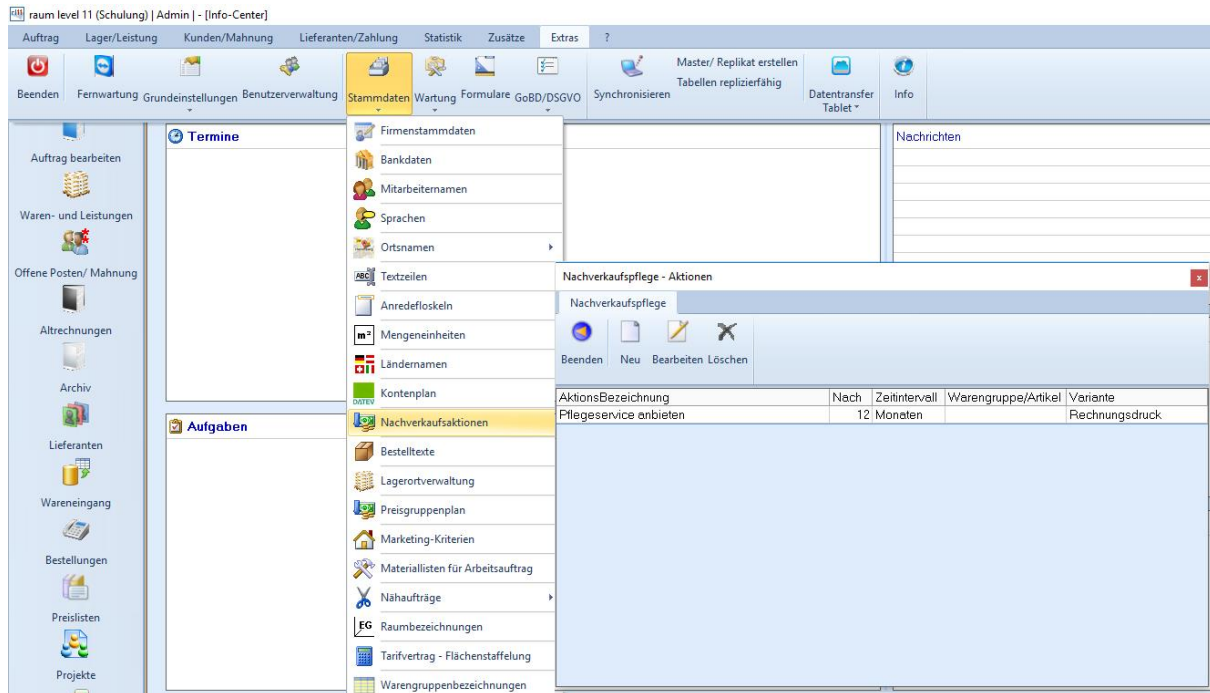 raum level 11 (Schulung) | Admin | - [Info-Center]
Auftrag Lager/Leistung Kunden/Mahnung Lieferanten/Zahlung Statistik Zusätze Extras ?
Beenden
Fernwartung
Grundeinstellungen
Benutzerverwaltung
Stammdaten
Wartung
Formulare
GoBD/DSGVO
Synchronisieren
Master/ Replikat erstellen
Tabellen replizierfähig
Datentransfer
Tablet
Info
Auftrag bearbeiten
Waren- und Leistungen
Offene Posten/ Mahnung
Altrechnungen
Archiv
Lieferanten
Wareneingang
Bestellungen
Preislisten
Projekte
Termine
Aufgaben
Firmenstammdaten
Bankdaten
Mitarbeiternamen
Sprachen
Ortsnamen
ABC Textzeilen
Anredefloskeln
m² Mengeneinheiten
Ländernamen
DATEV Kontenplan
Nachverkaufsaktionen
Bestelltexte
Lagerortverwaltung
Preisgruppenplan
Marketing-Kriterien
Materiallisten für Arbeitsauftrag
Nähaufträge
EG Raumbezeichnungen
Tarifvertrag - Flächenstaffelung
Warengruppenbezeichnungen
Nachrichten
Nachverkaufspflege - Aktionen
Nachverkaufspflege
Beenden Neu Bearbeiten Löschen
AktionsBezeichnung Nach Zeitintervall Warengruppe/Artikel Variante
Pflegeservice anbieten 12 Monaten Rechnungsdruck